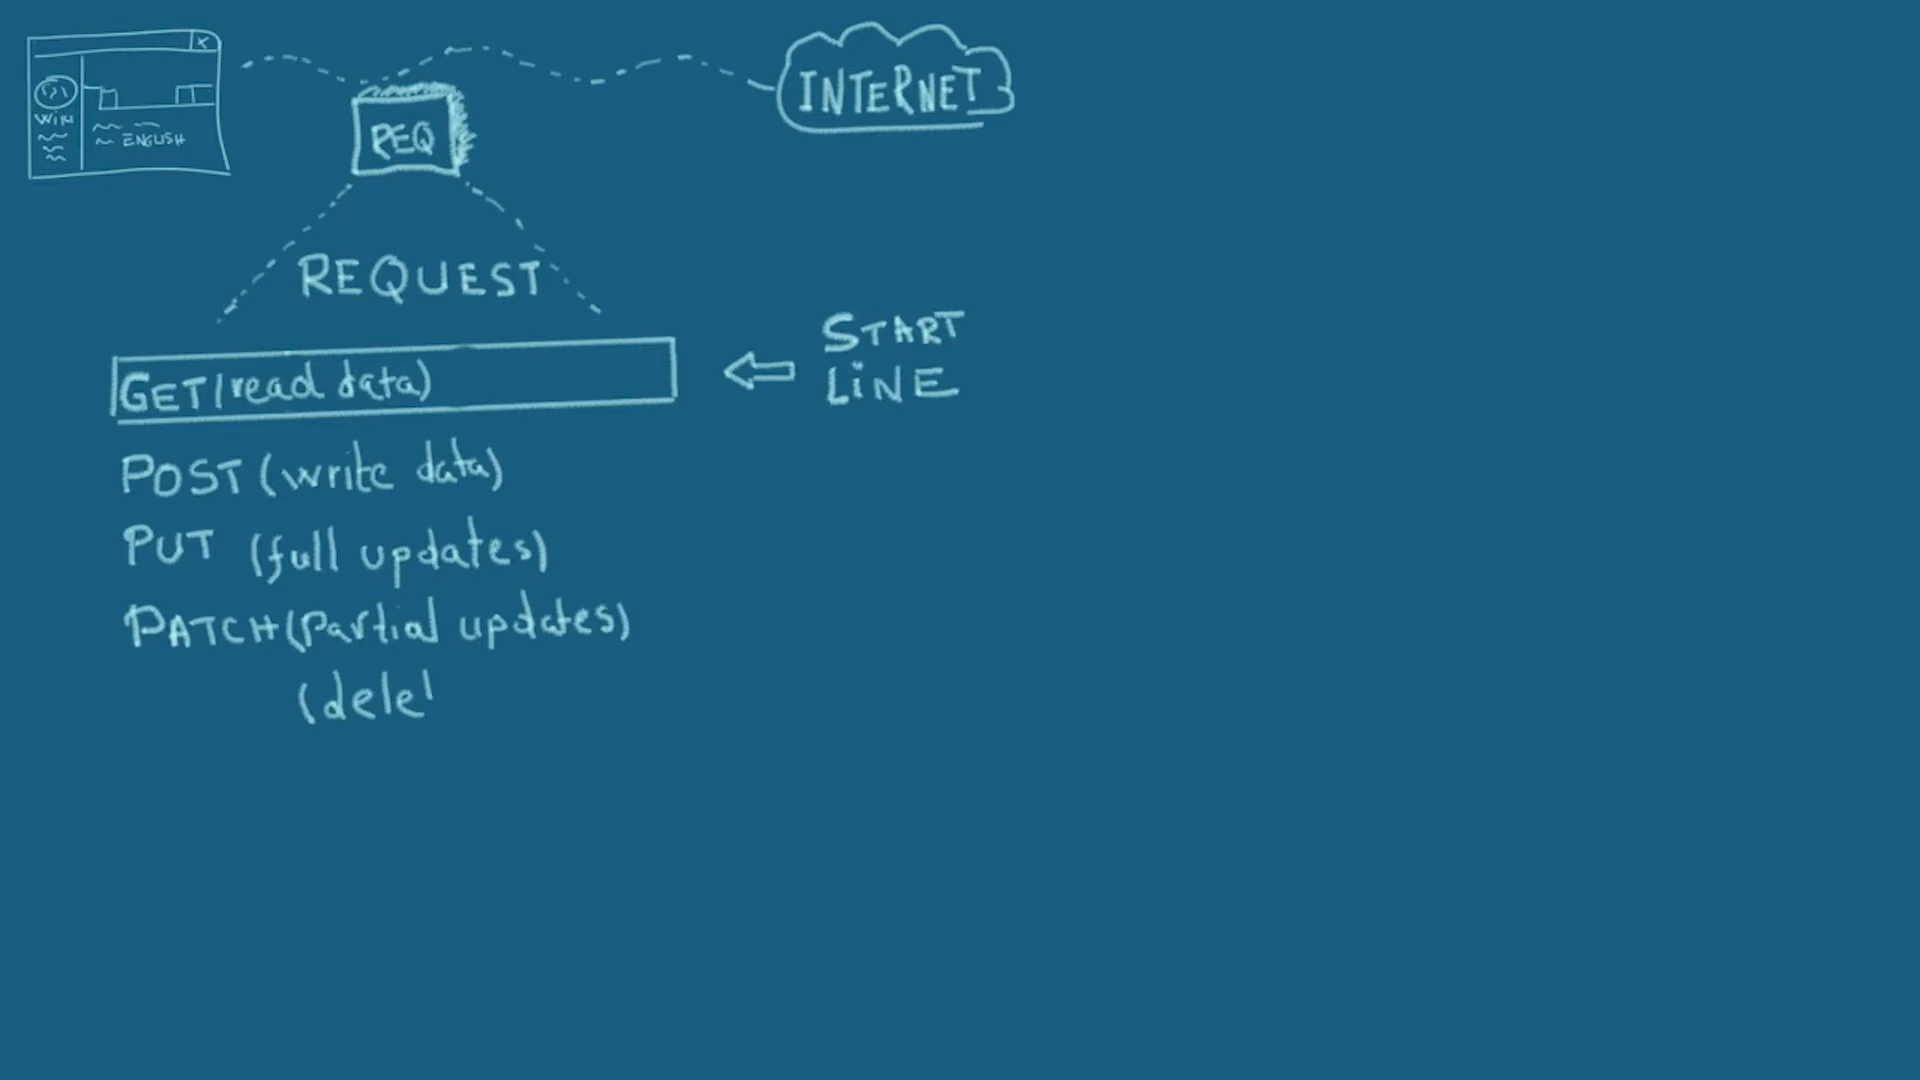 X
WIKI
ENGLISH
REQ
INTERNET
REQUEST
START
LINE
GET (read data)
POST (write data)
PUT (full updates)
PATCH (Partial updates)
(dele